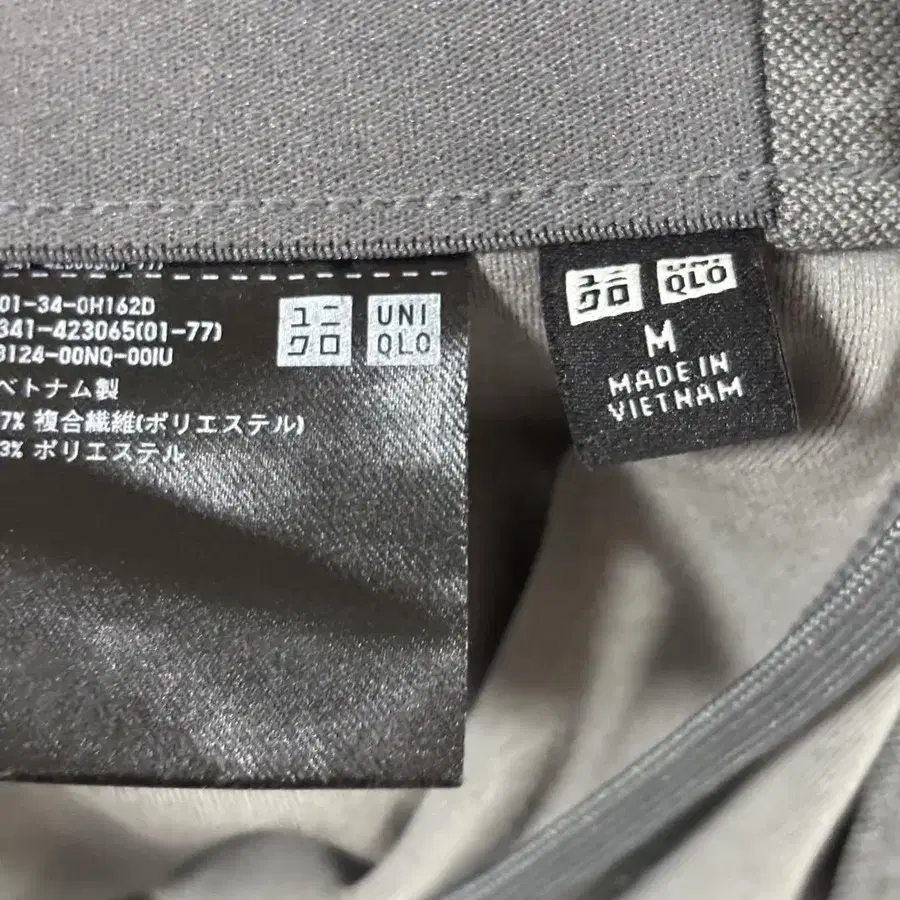 01-34-0H162D
341-423065(01-77)
3124-00NQ-00IU
ベトナム製
7% 複合繊維(ポリエステル)
3% ポリエステル
ユニ
クロ
UNI
QLO
ユニ
クロ
QLO
M
MADE IN
VIETNAM